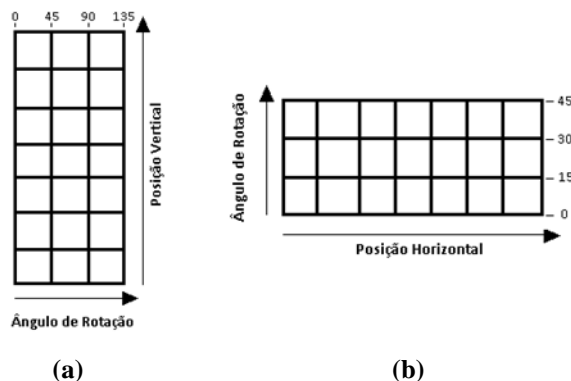 0 45 90 135
Posição Vertical
Ângulo de Rotação
(a)
Ângulo de Rotação
45
30
15
0
Posição Horizontal
(b)